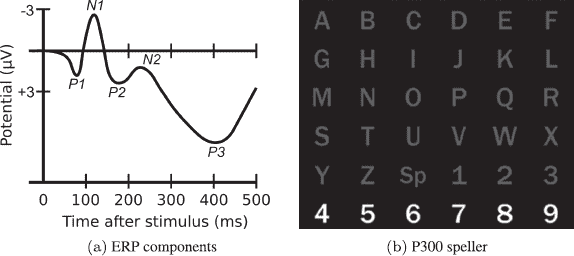 -3
N1
N2
P1
P2
+3
P3
Potential (μV)
0 100 200 300 400 500
Time after stimulus (ms)
(a) ERP components
A B C D E F
G H I J K L
M N O P Q R
S T U V W X
Y Z Sp 1 2 3
4 5 6 7 8 9
(b) P300 speller